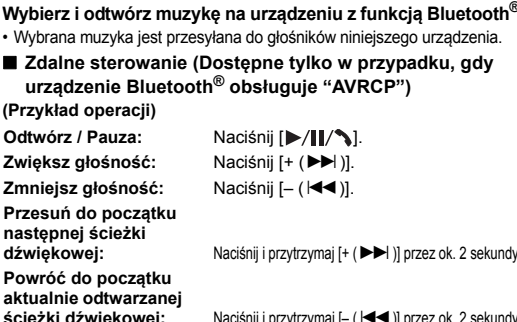 Wybierz i odtwórz muzykę na urządzeniu z funkcją Bluetooth®
• Wybrana muzyka jest przesyłana do głośników niniejszego urządzenia.
■ Zdalne sterowanie (Dostępne tylko w przypadku, gdy
urządzenie Bluetooth® obsługuje “AVRCP”)
(Przykład operacji)
Odtwórz / Pauza: Naciśnij [▶/❙❙/📞].
Zwiększ głośność: Naciśnij [+ (▶▶|)].
Zmniejsz głośność: Naciśnij [– (|◀◀)].
Przesuń do początku
następnej ścieżki
dźwiękowej: Naciśnij i przytrzymaj [+ (▶▶|)] przez ok. 2 sekundy
Powróć do początku
aktualnie odtwarzanej
ścieżki dźwiękowej: Naciśnij i przytrzymaj [– (|◀◀)] przez ok. 2 sekundy